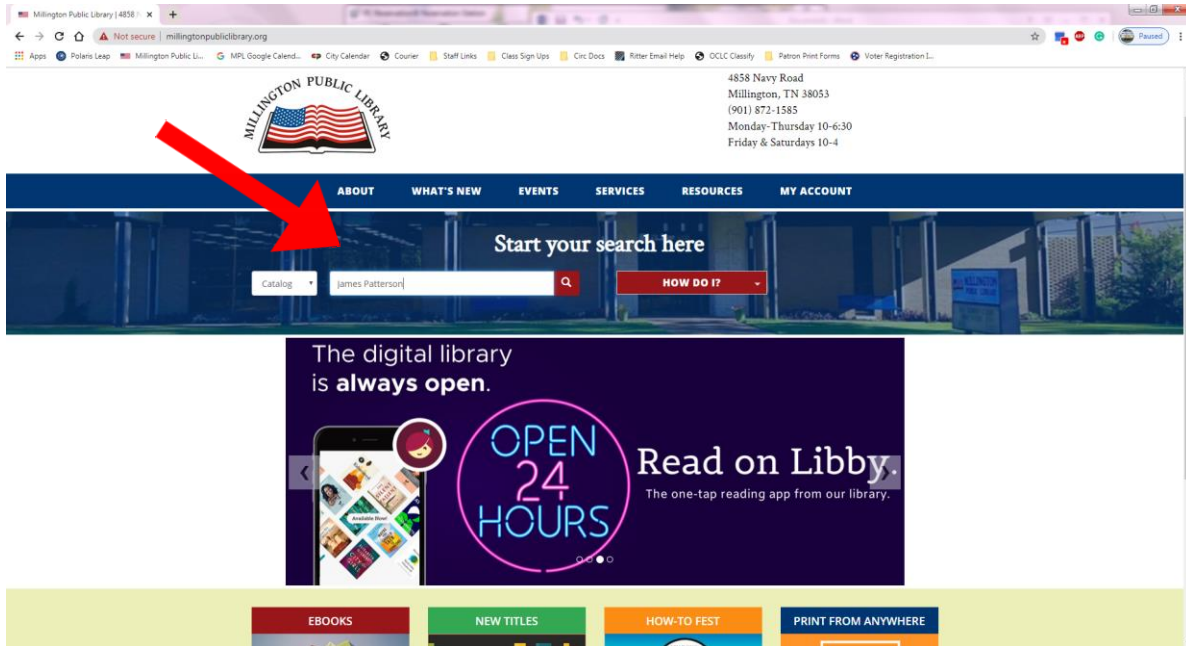 Millington Public Library | 4858
Not secure | millingtonpubliclibrary.org
Paused
Apps Polaris Leap Millington Public Li... MPL Google Calend... City Calendar Courier Staff Links Class Sign Ups Circ Docs Ritter Email Help OCLC Classify Patron Print Forms Voter Registration I...
MILLINGTON PUBLIC LIBRARY
4858 Navy Road
Millington, TN 38053
(901) 872-1585
Monday-Thursday 10-6:30
Friday & Saturdays 10-4
ABOUT WHAT'S NEW EVENTS SERVICES RESOURCES MY ACCOUNT
Start your search here
Catalog James Patterson HOW DO I?
The digital library
is always open.
OPEN
24
HOURS
Read on Libby.
The one-tap reading app from our library.
Available Now!
EBOOKS NEW TITLES HOW-TO FEST PRINT FROM ANYWHERE